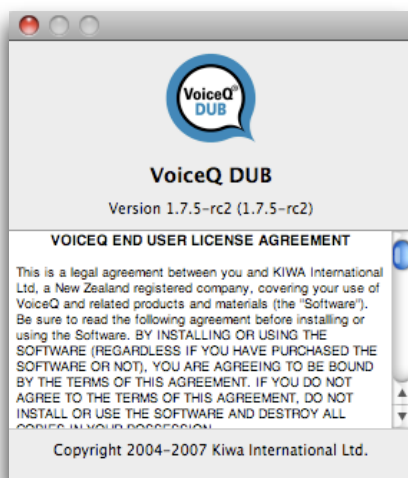 VoiceQ®
DUB
VoiceQ DUB
Version 1.7.5-rc2 (1.7.5-rc2)
VOICEQ END USER LICENSE AGREEMENT
This is a legal agreement between you and KIWA International
Ltd, a New Zealand registered company, covering your use of
VoiceQ and related products and materials (the "Software").
Be sure to read the following agreement before installing or
using the Software. BY INSTALLING OR USING THE
SOFTWARE (REGARDLESS IF YOU HAVE PURCHASED THE
SOFTWARE OR NOT), YOU ARE AGREEING TO BE BOUND
BY THE TERMS OF THIS AGREEMENT. IF YOU DO NOT
AGREE TO THE TERMS OF THIS AGREEMENT, DO NOT
INSTALL OR USE THE SOFTWARE AND DESTROY ALL
COPIES IN YOUR POSSESSION
Copyright 2004-2007 Kiwa International Ltd.